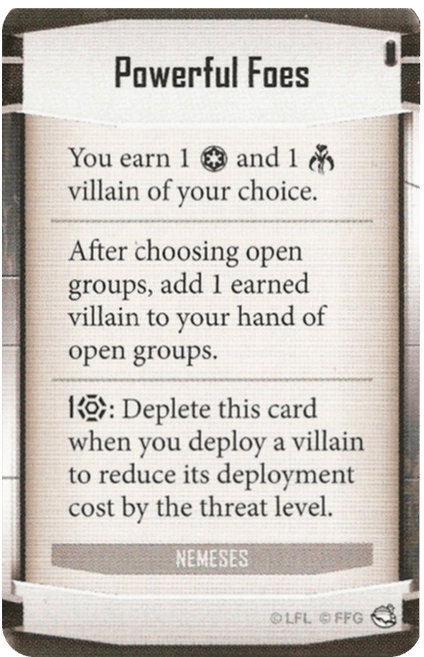 Powerful Foes
You earn 1 and 1
villain of your choice.
After choosing open
groups, add 1 earned
villain to your hand of
open groups.
1: Deplete this card
when you deploy a villain
to reduce its deployment
cost by the threat level.
NEMESES
©LFL ©FFG